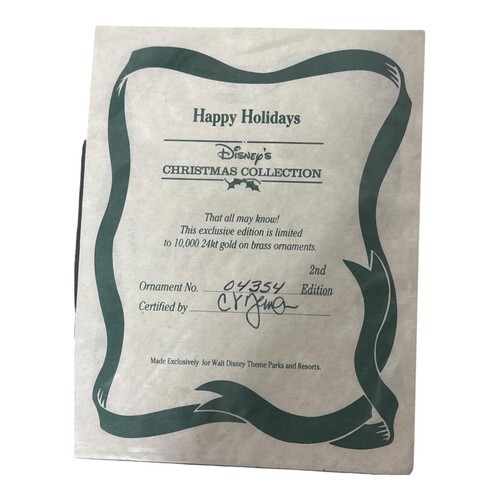 Happy Holidays
Disney's
CHRISTMAS COLLECTION
That all may know!
This exclusive edition is limited
to 10,000 24kt gold on brass ornaments.
2nd
Ornament No. 04354 Edition
Certified by
Made Exclusively for Walt Disney Theme Parks and Resorts.